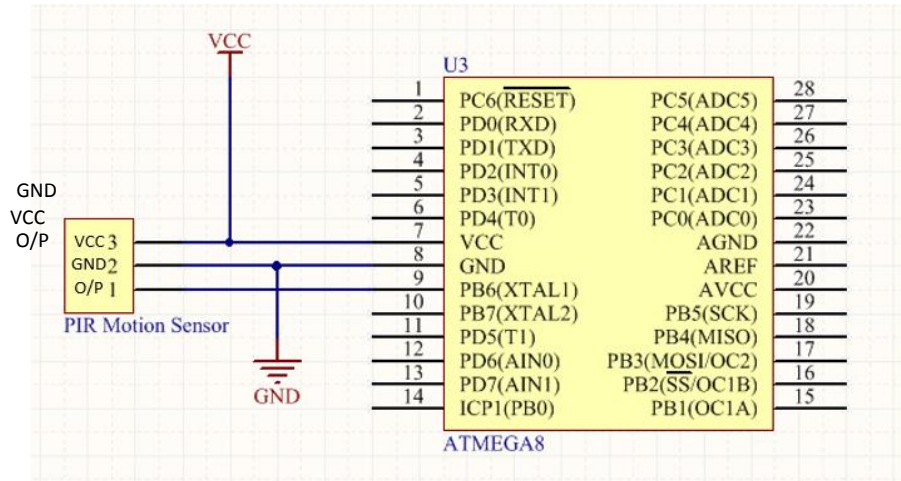 VCC
U3
1 PC6(RESET) PC5(ADC5) 28
2 PD0(RXD) PC4(ADC4) 27
3 PD1(TXD) PC3(ADC3) 26
4 PD2(INT0) PC2(ADC2) 25
5 PD3(INT1) PC1(ADC1) 24
6 PD4(T0) PC0(ADC0) 23
7 VCC AGND 22
8 GND AREF 21
9 PB6(XTAL1) AVCC 20
10 PB7(XTAL2) PB5(SCK) 19
11 PD5(T1) PB4(MISO) 18
12 PD6(AIN0) PB3(MOSI/OC2) 17
13 PD7(AIN1) PB2(SS/OC1B) 16
14 ICP1(PB0) PB1(OC1A) 15
ATMEGA8
GND
VCC
O/P
VCC 3
GND 2
O/P 1
PIR Motion Sensor
GND